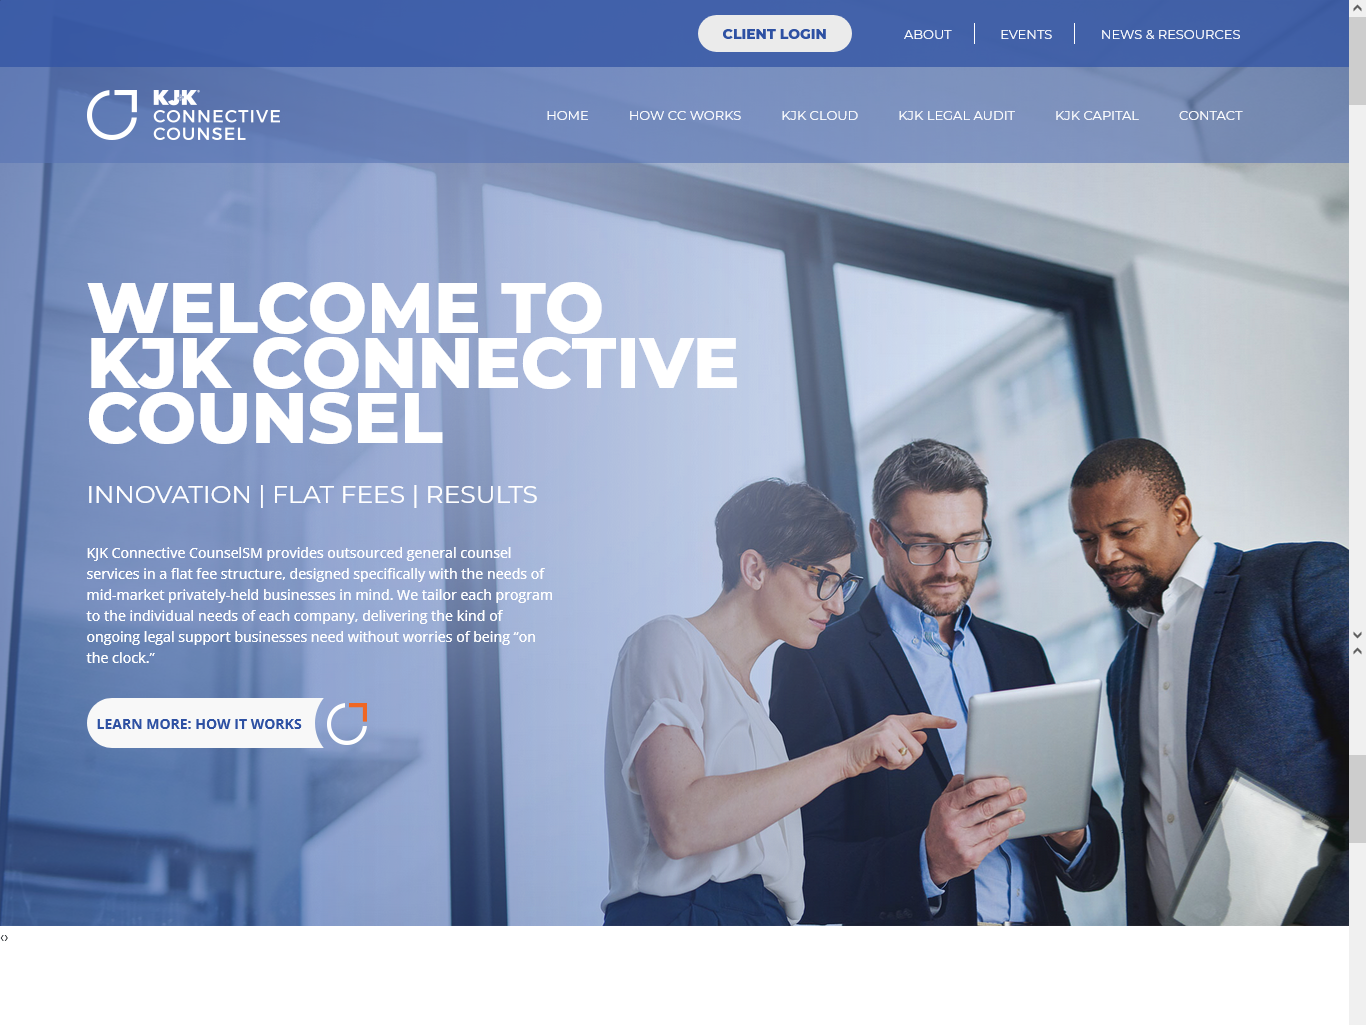 CLIENT LOGIN
ABOUT
EVENTS
NEWS & RESOURCES
KJK
CONNECTIVE
COUNSEL
HOME
HOW CC WORKS
KJK CLOUD
KJK LEGAL AUDIT
KJK CAPITAL
CONTACT
WELCOME TO
KJK CONNECTIVE
COUNSEL
INNOVATION | FLAT FEES | RESULTS
KJK Connective CounselSM provides outsourced general counsel
services in a flat fee structure, designed specifically with the needs of
mid-market privately-held businesses in mind. We tailor each program
to the individual needs of each company, delivering the kind of
ongoing legal support businesses need without worries of being “on
the clock.”
LEARN MORE: HOW IT WORKS
‹›